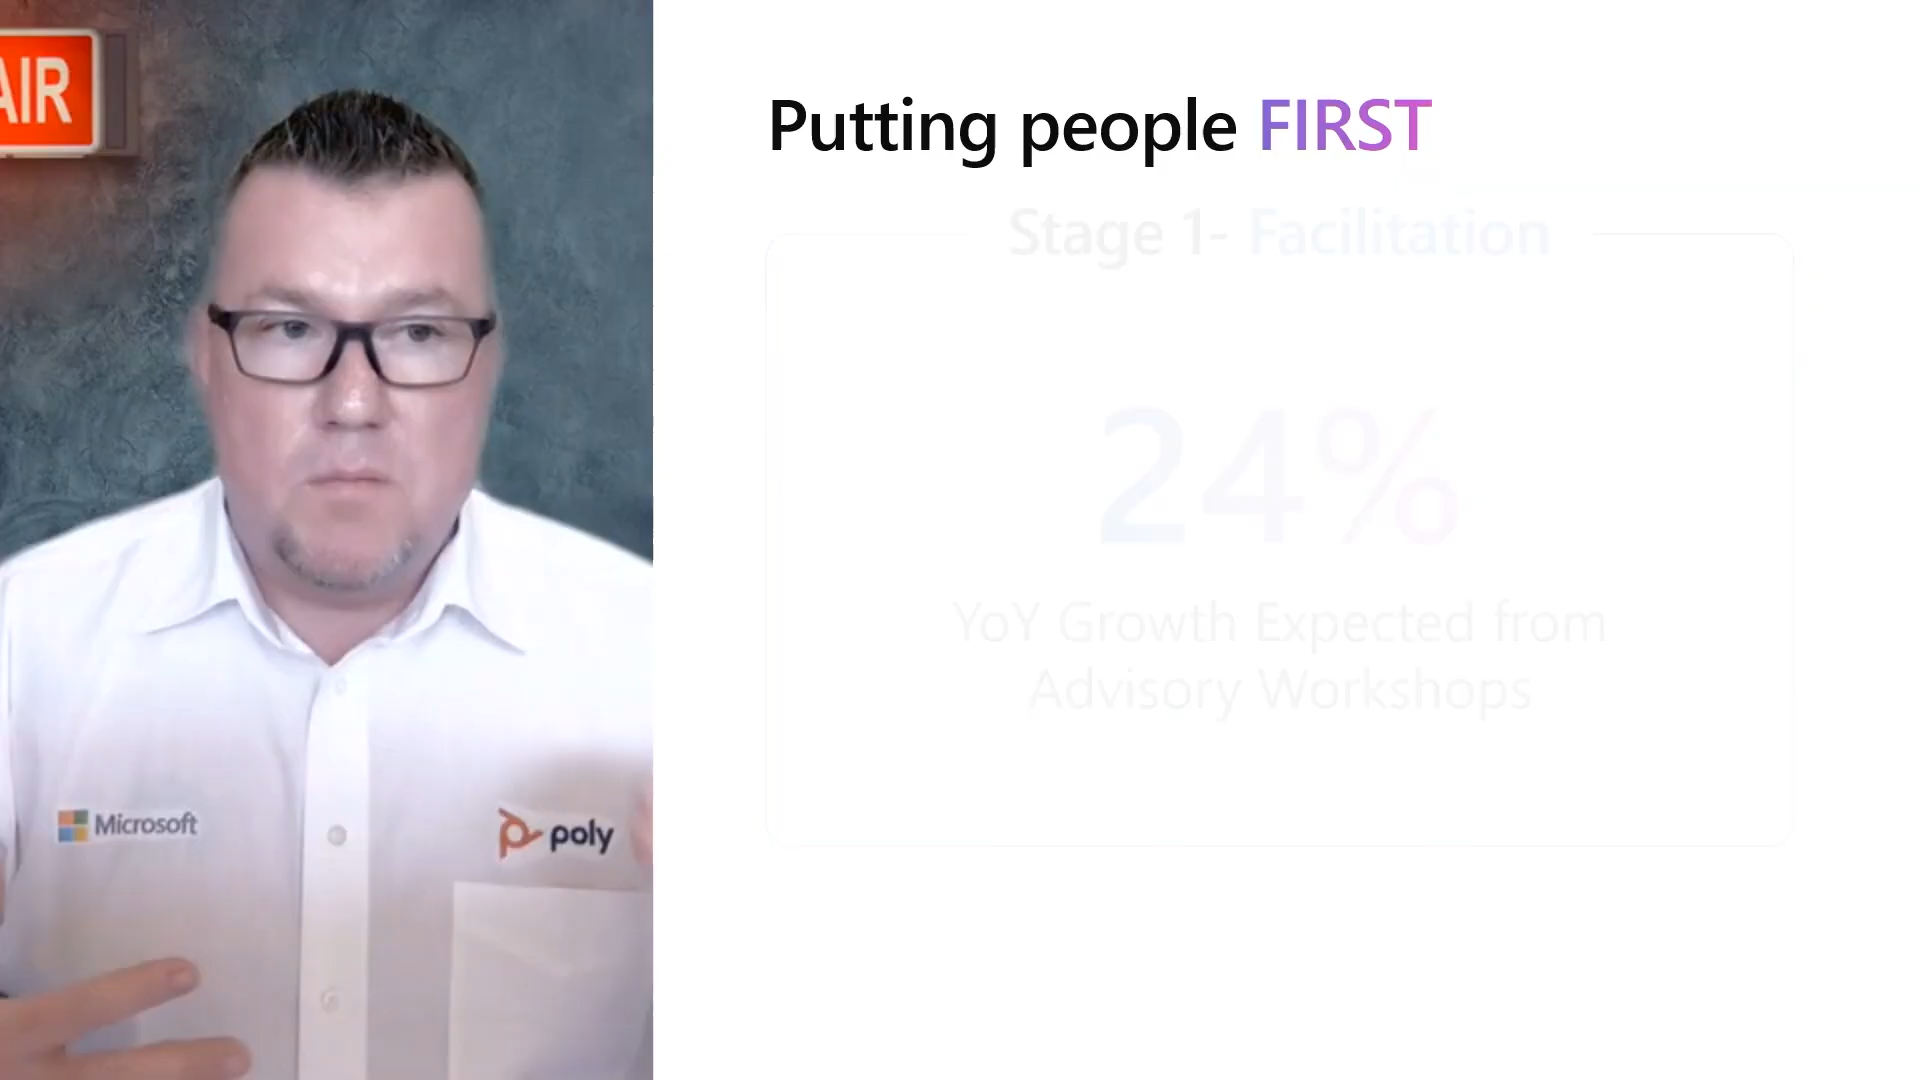 AIR
Putting people FIRST
Stage 1- Facilitation
24%
YoY Growth Expected from
Advisory Workshops
Microsoft
poly